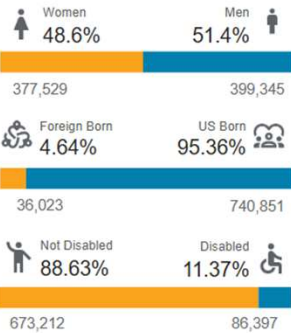 Women Men
48.6% 51.4%
377,529 399,345
Foreign Born US Born
4.64% 95.36%
36,023 740,851
Not Disabled Disabled
88.63% 11.37%
673,212 86,397